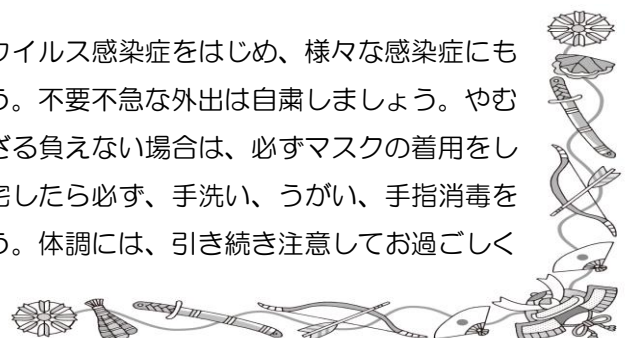 ウイルス感染症をはじめ、様々な感染症にも
う。不要不急な外出は自粛しましょう。やむ
ざる負えない場合は、必ずマスクの着用をし
宅したら必ず、手洗い、うがい、手指消毒を
う。体調には、引き続き注意してお過ごしく